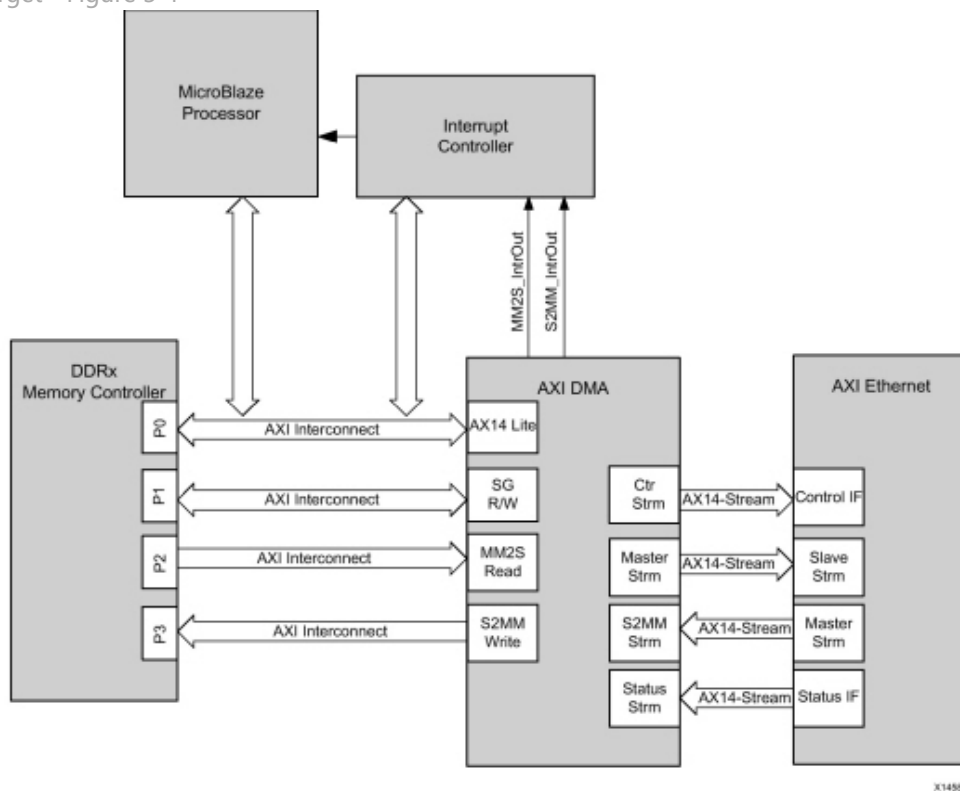 MicroBlaze
Processor
Interrupt
Controller
MM2S_IntrOut
S2MM_IntrOut
DDRx
Memory Controller
AXI DMA
AXI Ethernet
P0
AXI Interconnect
AX14 Lite
P1
AXI Interconnect
SG
R/W
Ctr
Strm
AX14-Stream
Control IF
P2
AXI Interconnect
MM2S
Read
Master
Strm
AX14-Stream
Slave
Strm
P3
AXI Interconnect
S2MM
Write
S2MM
Strm
AX14-Stream
Master
Strm
Status
Strm
AX14-Stream
Status IF